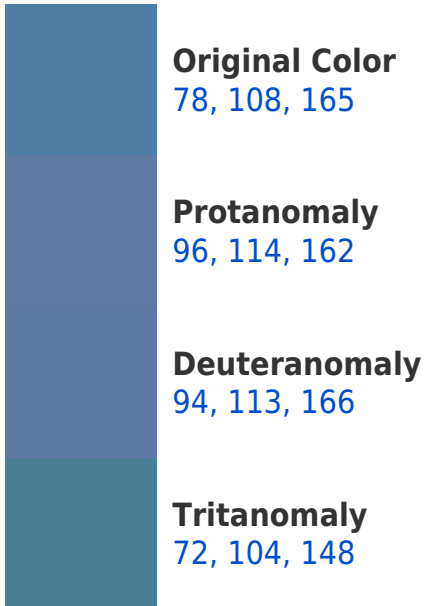 Original Color
78, 108, 165
Protanomaly
96, 114, 162
Deuteranomaly
94, 113, 166
Tritanomaly
72, 104, 148